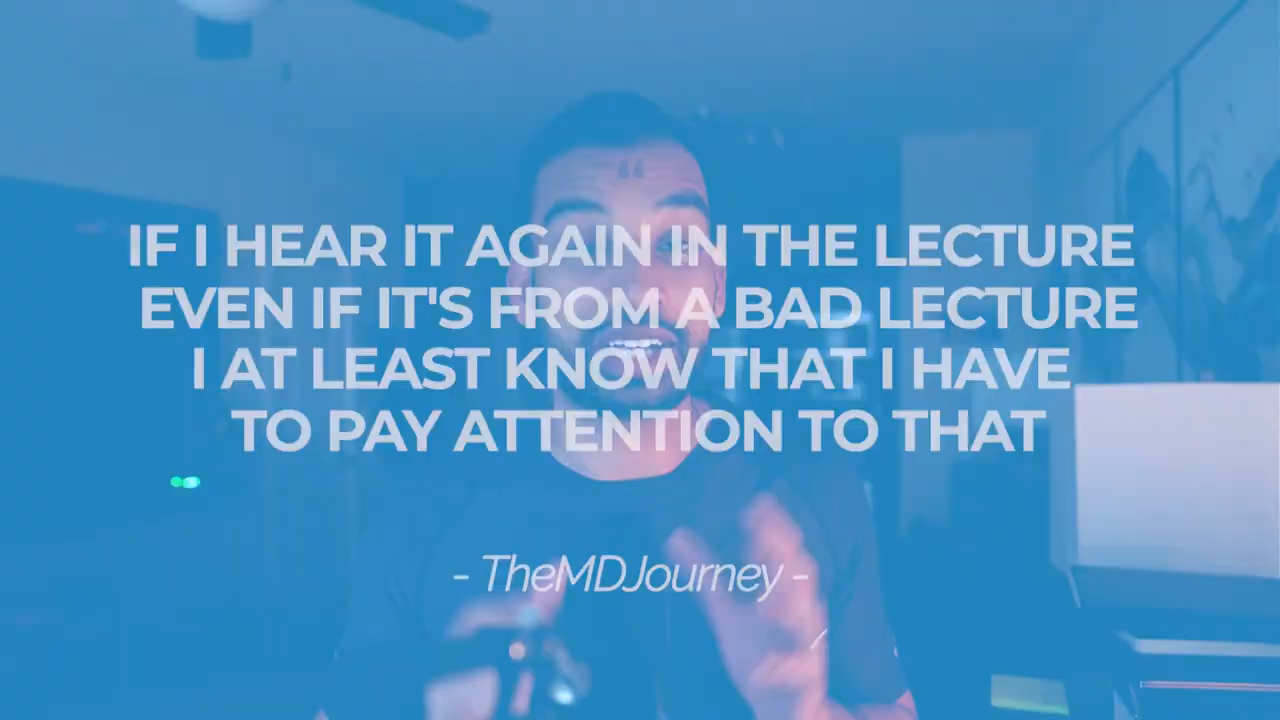 “
IF I HEAR IT AGAIN IN THE LECTURE
EVEN IF IT'S FROM A BAD LECTURE
I AT LEAST KNOW THAT I HAVE
TO PAY ATTENTION TO THAT
- TheMDJourney -